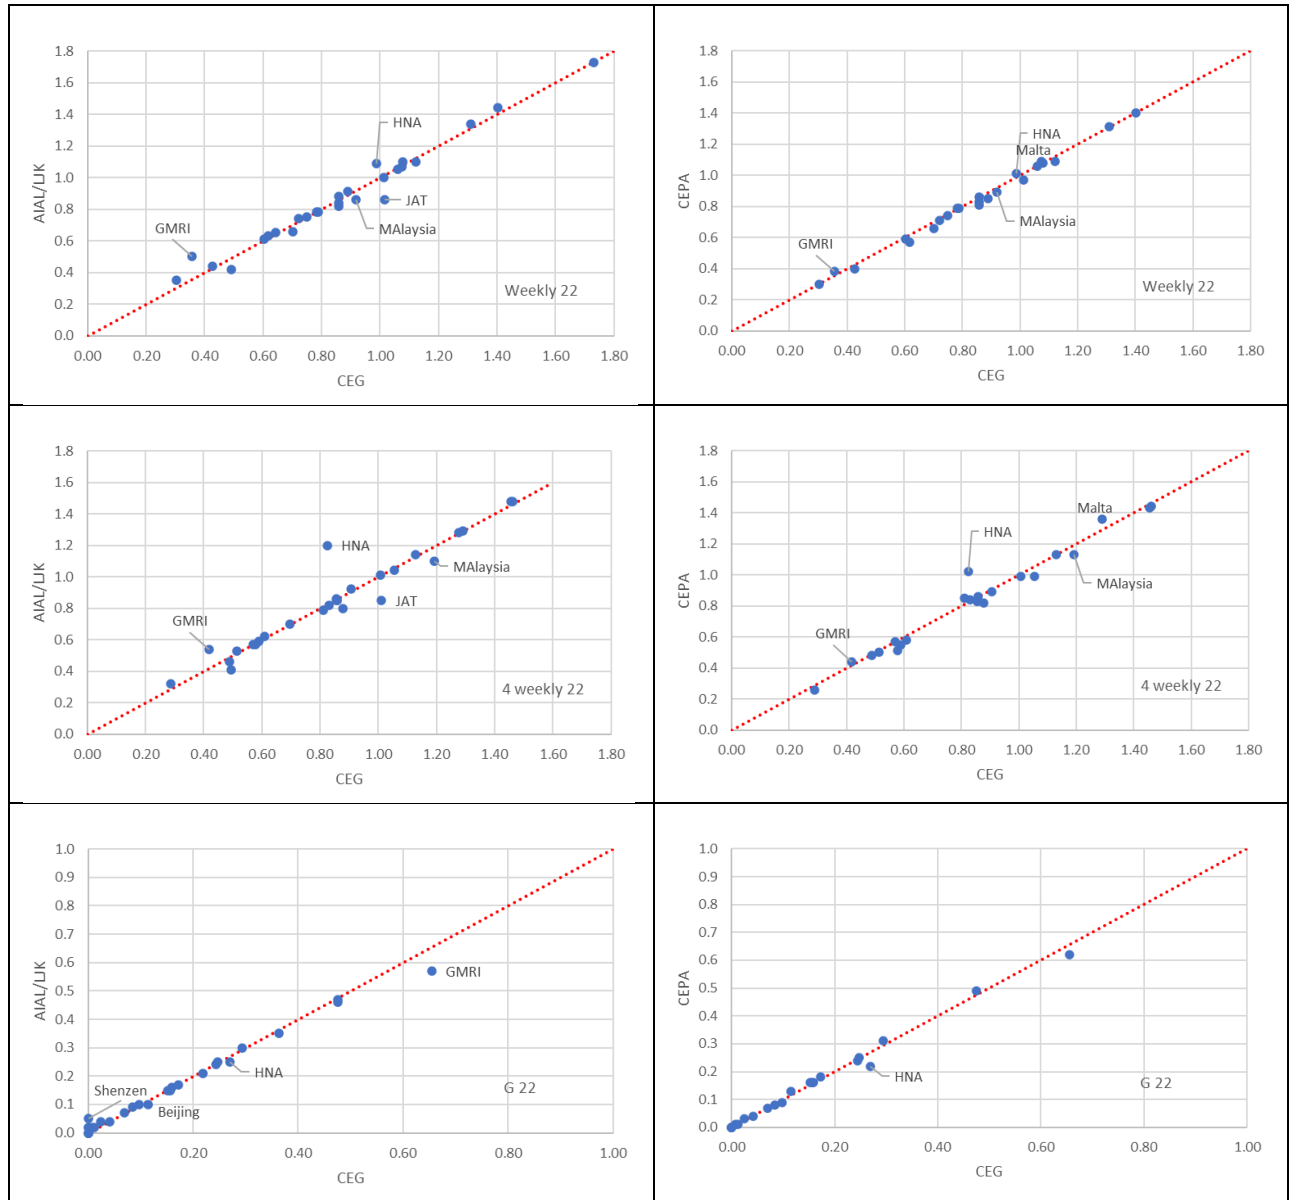 1.8
1.6
1.4
1.2
1.0
0.8
0.6
0.4
0.2
0.0
AIAL/LJK
HNA
JAT
MAlaysia
GMRI
Weekly 22
0.00 0.20 0.40 0.60 0.80 1.00 1.20 1.40 1.60 1.80
CEG
1.8
1.6
1.4
1.2
1.0
0.8
0.6
0.4
0.2
0.0
CEPA
HNA
Malta
MAlaysia
GMRI
Weekly 22
0.00 0.20 0.40 0.60 0.80 1.00 1.20 1.40 1.60 1.80
CEG
1.8
1.6
1.4
1.2
1.0
0.8
0.6
0.4
0.2
0.0
AIAL/LJK
HNA
MAlaysia
JAT
GMRI
4 weekly 22
0.00 0.20 0.40 0.60 0.80 1.00 1.20 1.40 1.60 1.80
CEG
1.8
1.6
1.4
1.2
1.0
0.8
0.6
0.4
0.2
0.0
CEPA
Malta
HNA
MAlaysia
GMRI
4 weekly 22
0.00 0.20 0.40 0.60 0.80 1.00 1.20 1.40 1.60 1.80
CEG
1.0
0.9
0.8
0.7
0.6
0.5
0.4
0.3
0.2
0.1
0.0
AIAL/LJK
GMRI
HNA
Shenzen
Beijing
G 22
0.00 0.20 0.40 0.60 0.80 1.00
CEG
1.0
0.9
0.8
0.7
0.6
0.5
0.4
0.3
0.2
0.1
0.0
CEPA
HNA
G 22
0.00 0.20 0.40 0.60 0.80 1.00
CEG